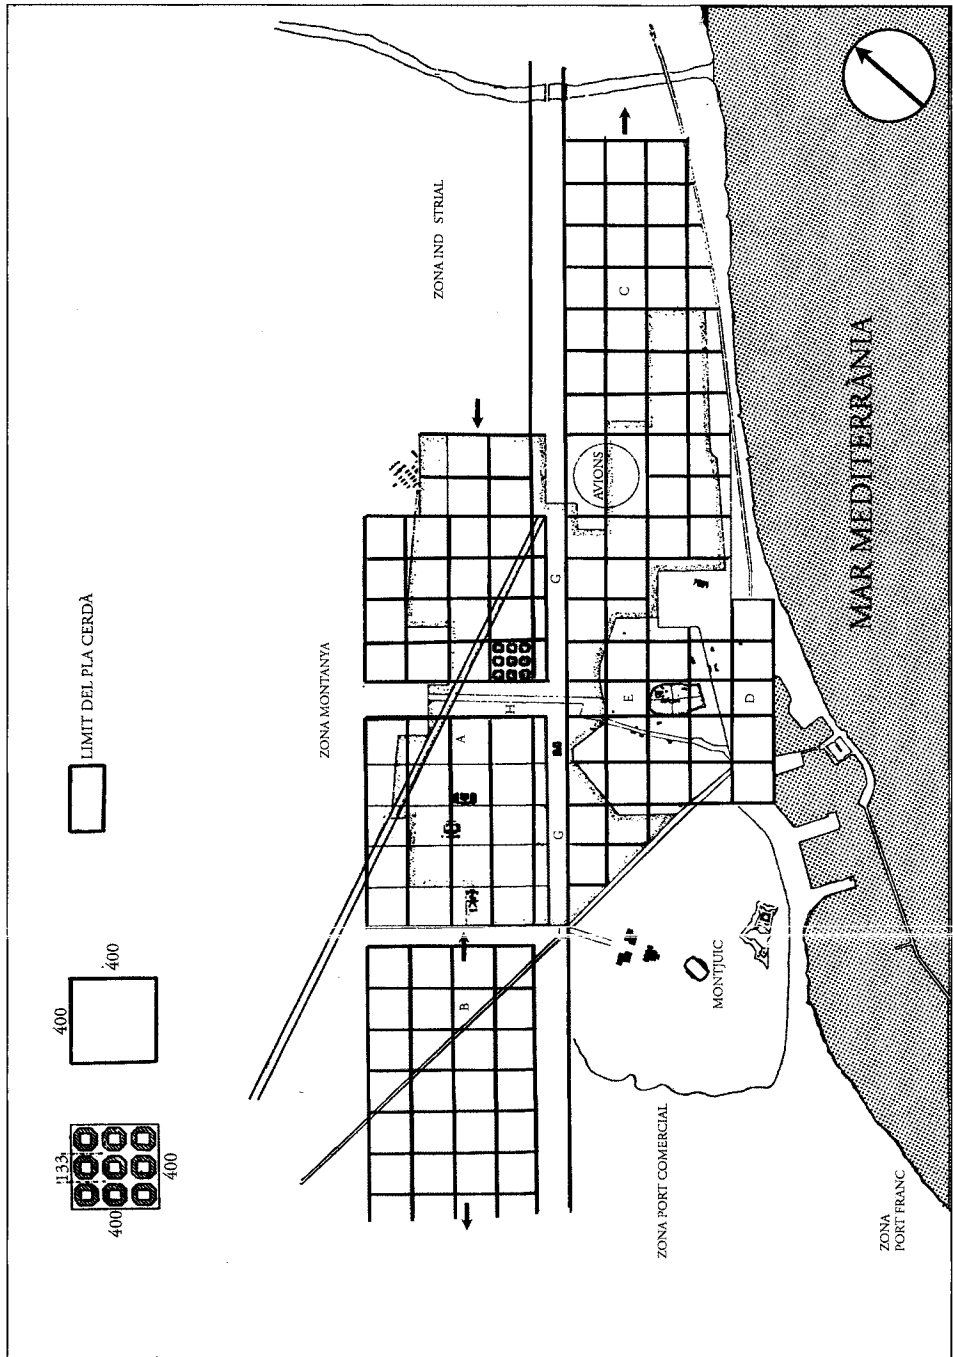 133
400
400
400
400
LIMIT DEL PLA CERDÀ
ZONA MONTANYA
ZONA IND STRIAL
B
A
H
G
G
AVIONS
C
E
D
MONTJUIC
ZONA PORT COMERCIAL
MAR MEDITERRÀNIA
ZONA
PORT FRANC